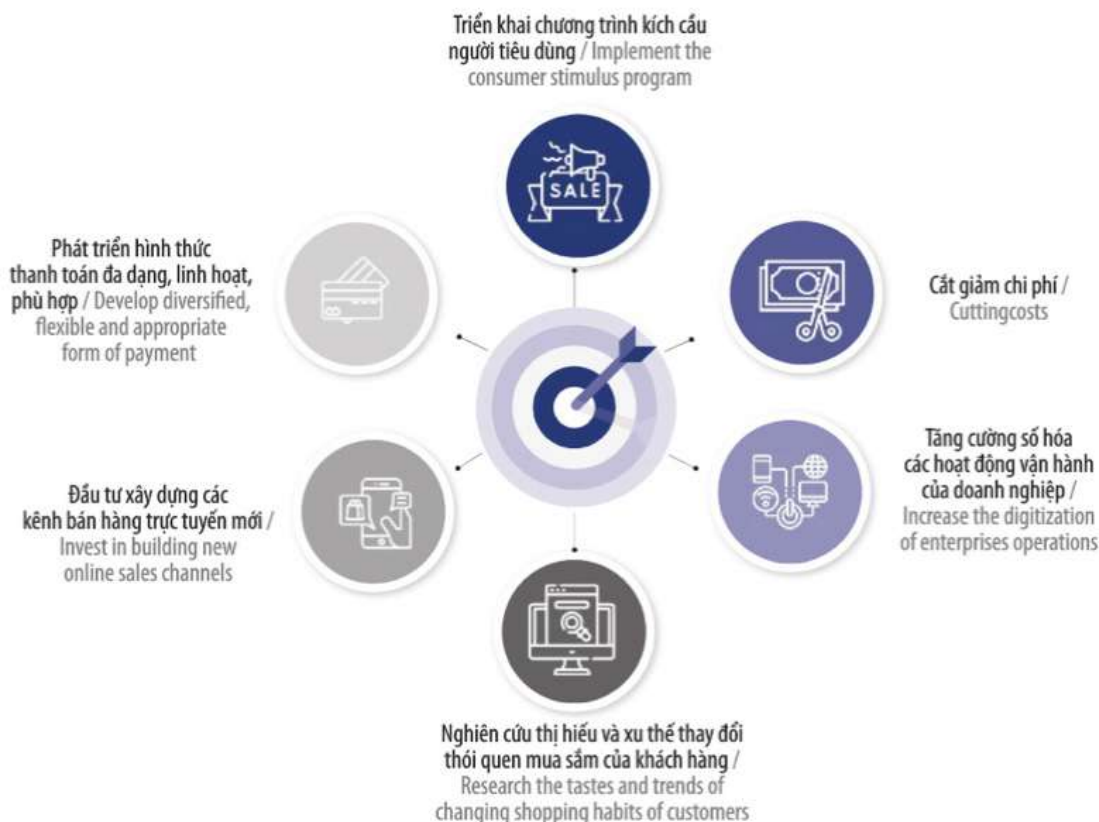 Triển khai chương trình kích cầu
người tiêu dùng / Implement the
consumer stimulus program
SALE
Phát triển hình thức
thanh toán đa dạng, linh hoạt,
phù hợp / Develop diversified,
flexible and appropriate
form of payment
Cắt giảm chi phí /
Cuttingcosts
Đầu tư xây dựng các
kênh bán hàng trực tuyến mới /
Invest in building new
online sales channels
Tăng cường số hóa
các hoạt động vận hành
của doanh nghiệp /
Increase the digitization
of enterprises operations
Nghiên cứu thị hiếu và xu thế thay đổi
thói quen mua sắm của khách hàng /
Research the tastes and trends of
changing shopping habits of customers